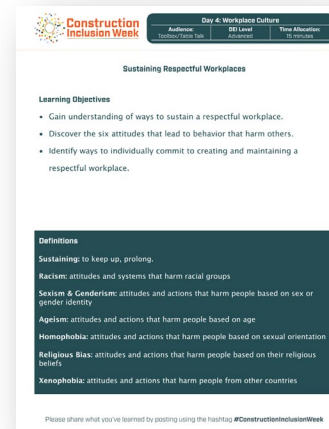 Construction
Inclusion Week
Day 4: Workplace Culture
Audience:
Toolbox/Table Talk
DEI Level
Advanced
Time Allocation:
15 minutes
Sustaining Respectful Workplaces
Learning Objectives
• Gain understanding of ways to sustain a respectful workplace.
• Discover the six attitudes that lead to behavior that harm others.
• Identify ways to individually commit to creating and maintaining a
respectful workplace.
Definitions
Sustaining: to keep up, prolong.
Racism: attitudes and systems that harm racial groups
Sexism & Genderism: attitudes and actions that harm people based on sex or
gender identity
Ageism: attitudes and actions that harm people based on age
Homophobia: attitudes and actions that harm people based on sexual orientation
Religious Bias: attitudes and actions that harm people based on their religious
beliefs
Xenophobia: attitudes and actions that harm people from other countries
Please share what you've learned by posting using the hashtag #ConstructionInclusionWeek